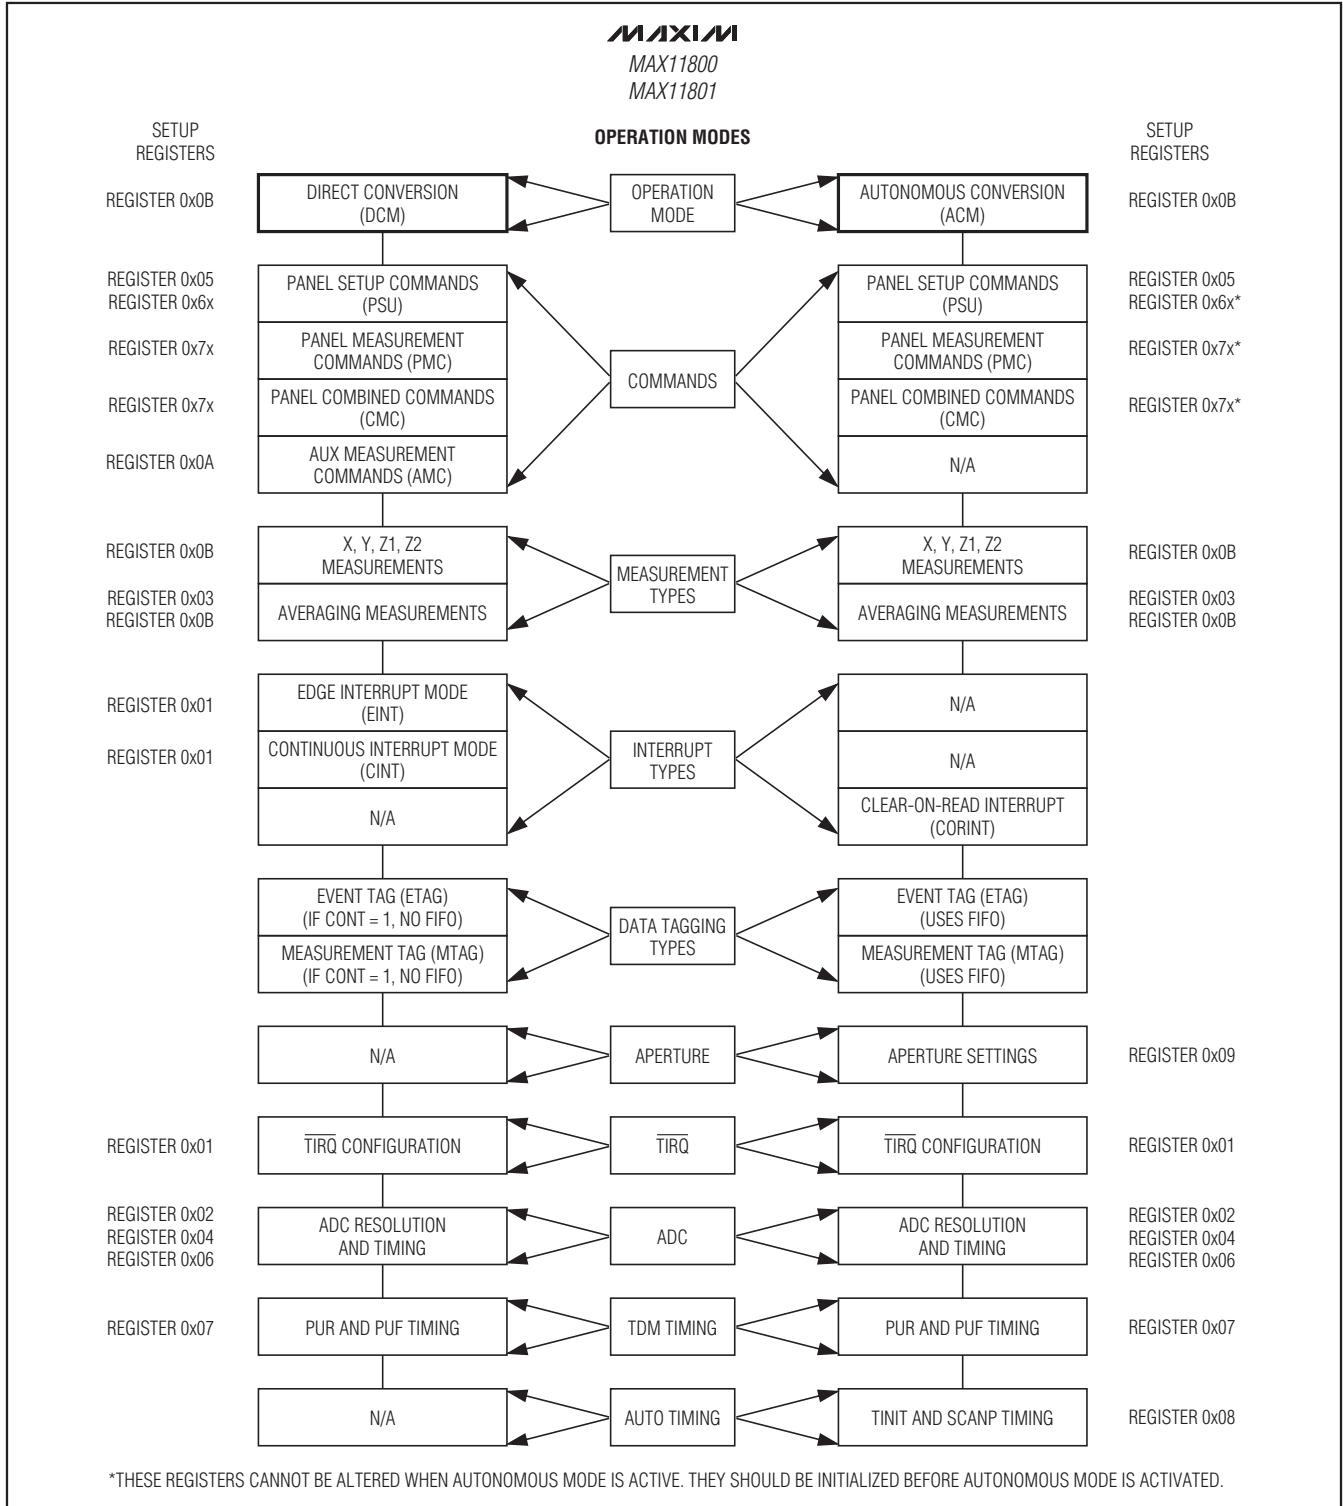 MAXIM
MAX11800
MAX11801
OPERATION MODES
SETUP
REGISTERS
SETUP
REGISTERS
REGISTER 0x0B
DIRECT CONVERSION
(DCM)
OPERATION
MODE
AUTONOMOUS CONVERSION
(ACM)
REGISTER 0x0B
REGISTER 0x05
REGISTER 0x6x
PANEL SETUP COMMANDS
(PSU)
PANEL SETUP COMMANDS
(PSU)
REGISTER 0x05
REGISTER 0x6x*
REGISTER 0x7x
PANEL MEASUREMENT
COMMANDS (PMC)
COMMANDS
PANEL MEASUREMENT
COMMANDS (PMC)
REGISTER 0x7x*
REGISTER 0x7x
PANEL COMBINED COMMANDS
(CMC)
PANEL COMBINED COMMANDS
(CMC)
REGISTER 0x7x*
REGISTER 0x0A
AUX MEASUREMENT
COMMANDS (AMC)
N/A
REGISTER 0x0B
X, Y, Z1, Z2
MEASUREMENTS
MEASUREMENT
TYPES
X, Y, Z1, Z2
MEASUREMENTS
REGISTER 0x0B
REGISTER 0x03
REGISTER 0x0B
AVERAGING MEASUREMENTS
AVERAGING MEASUREMENTS
REGISTER 0x03
REGISTER 0x0B
REGISTER 0x01
EDGE INTERRUPT MODE
(EINT)
N/A
REGISTER 0x01
CONTINUOUS INTERRUPT MODE
(CINT)
INTERRUPT
TYPES
N/A
N/A
CLEAR-ON-READ INTERRUPT
(CORINT)
EVENT TAG (ETAG)
(IF CONT = 1, NO FIFO)
DATA TAGGING
TYPES
EVENT TAG (ETAG)
(USES FIFO)
MEASUREMENT TAG (MTAG)
(IF CONT = 1, NO FIFO)
MEASUREMENT TAG (MTAG)
(USES FIFO)
N/A
APERTURE
APERTURE SETTINGS
REGISTER 0x09
REGISTER 0x01
TIRQ CONFIGURATION
TIRQ
TIRQ CONFIGURATION
REGISTER 0x01
REGISTER 0x02
REGISTER 0x04
REGISTER 0x06
ADC RESOLUTION
AND TIMING
ADC
ADC RESOLUTION
AND TIMING
REGISTER 0x02
REGISTER 0x04
REGISTER 0x06
REGISTER 0x07
PUR AND PUF TIMING
TDM TIMING
PUR AND PUF TIMING
REGISTER 0x07
N/A
AUTO TIMING
TINIT AND SCANP TIMING
REGISTER 0x08
*THESE REGISTERS CANNOT BE ALTERED WHEN AUTONOMOUS MODE IS ACTIVE. THEY SHOULD BE INITIALIZED BEFORE AUTONOMOUS MODE IS ACTIVATED.